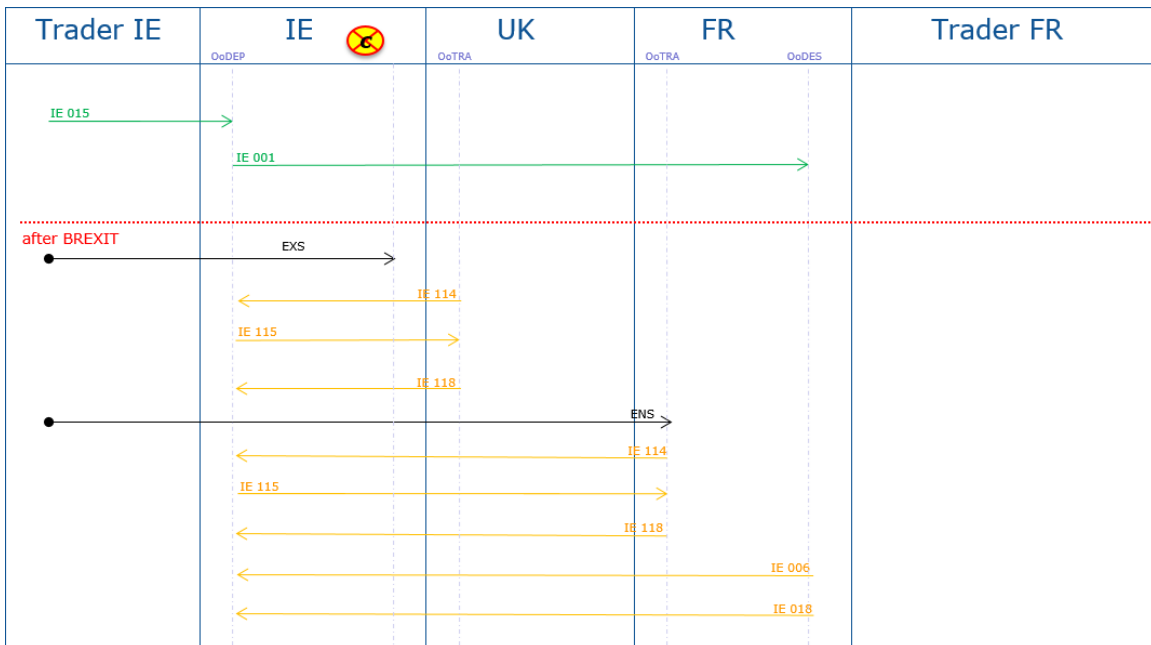 Trader IE IE UK FR Trader FR
c
OoDEP OoTRA OoTRA OoDES
IE 015
IE 001
after BREXIT
EXS
IE 114
IE 115
IE 118
ENS
IE 114
IE 115
IE 118
IE 006
IE 018